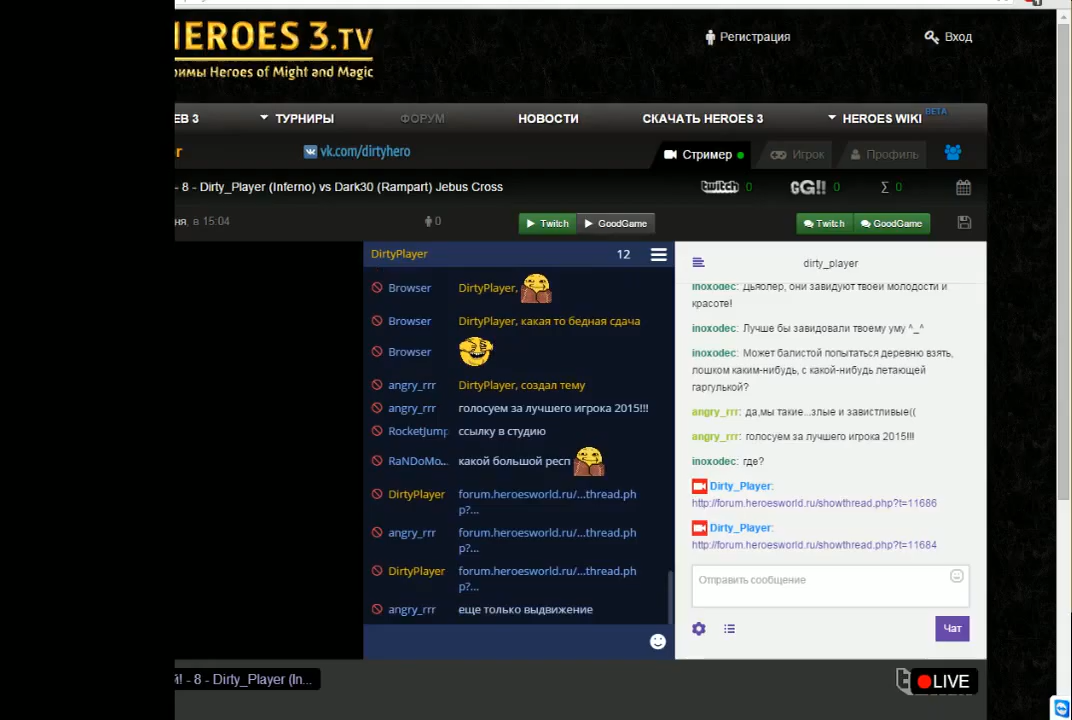 HEROES 3.TV
Регистрация
Вход
римы Heroes of Might and Magic
ЕВ 3
ТУРНИРЫ
ФОРУМ
НОВОСТИ
СКАЧАТЬ HEROES 3
HEROES WIKI
BETA
er
vk.com/dirtyhero
Стример
Игрок
Профиль
- 8 - Dirty_Player (Inferno) vs Dark30 (Rampart) Jebus Cross
twitch 0
GG!! 0
Σ 0
ня, в 15:04
0
Twitch
GoodGame
Twitch
GoodGame
DirtyPlayer
12
Browser DirtyPlayer,
Browser DirtyPlayer, какая то бедная сдача
Browser
angry_rrr DirtyPlayer, создал тему
angry_rrr голосуем за лучшего игрока 2015!!!
RocketJump ссылку в студию
RaNDoMo... какой большой респ
DirtyPlayer forum.heroesworld.ru/...thread.ph
p?...
angry_rrr forum.heroesworld.ru/...thread.ph
p?...
DirtyPlayer forum.heroesworld.ru/...thread.ph
p?...
angry_rrr еще только выдвижение
dirty_player
inoxodec: Дьяблер, они завидуют твоей молодости и
красоте!
inoxodec: Лучше бы завидовали твоему уму ^_^
inoxodec: Может балистой попытаться деревню взять,
лошком каким-нибудь, с какой-нибудь летающей
гаргулькой?
angry_rrr: да,мы такие...злые и завистливые((
angry_rrr: голосуем за лучшего игрока 2015!!!
inoxodec: где?
Dirty_Player:
http://forum.heroesworld.ru/showthread.php?t=11686
Dirty_Player:
http://forum.heroesworld.ru/showthread.php?t=11684
Отправить сообщение
Чат
й! - 8 - Dirty_Player (In...
LIVE